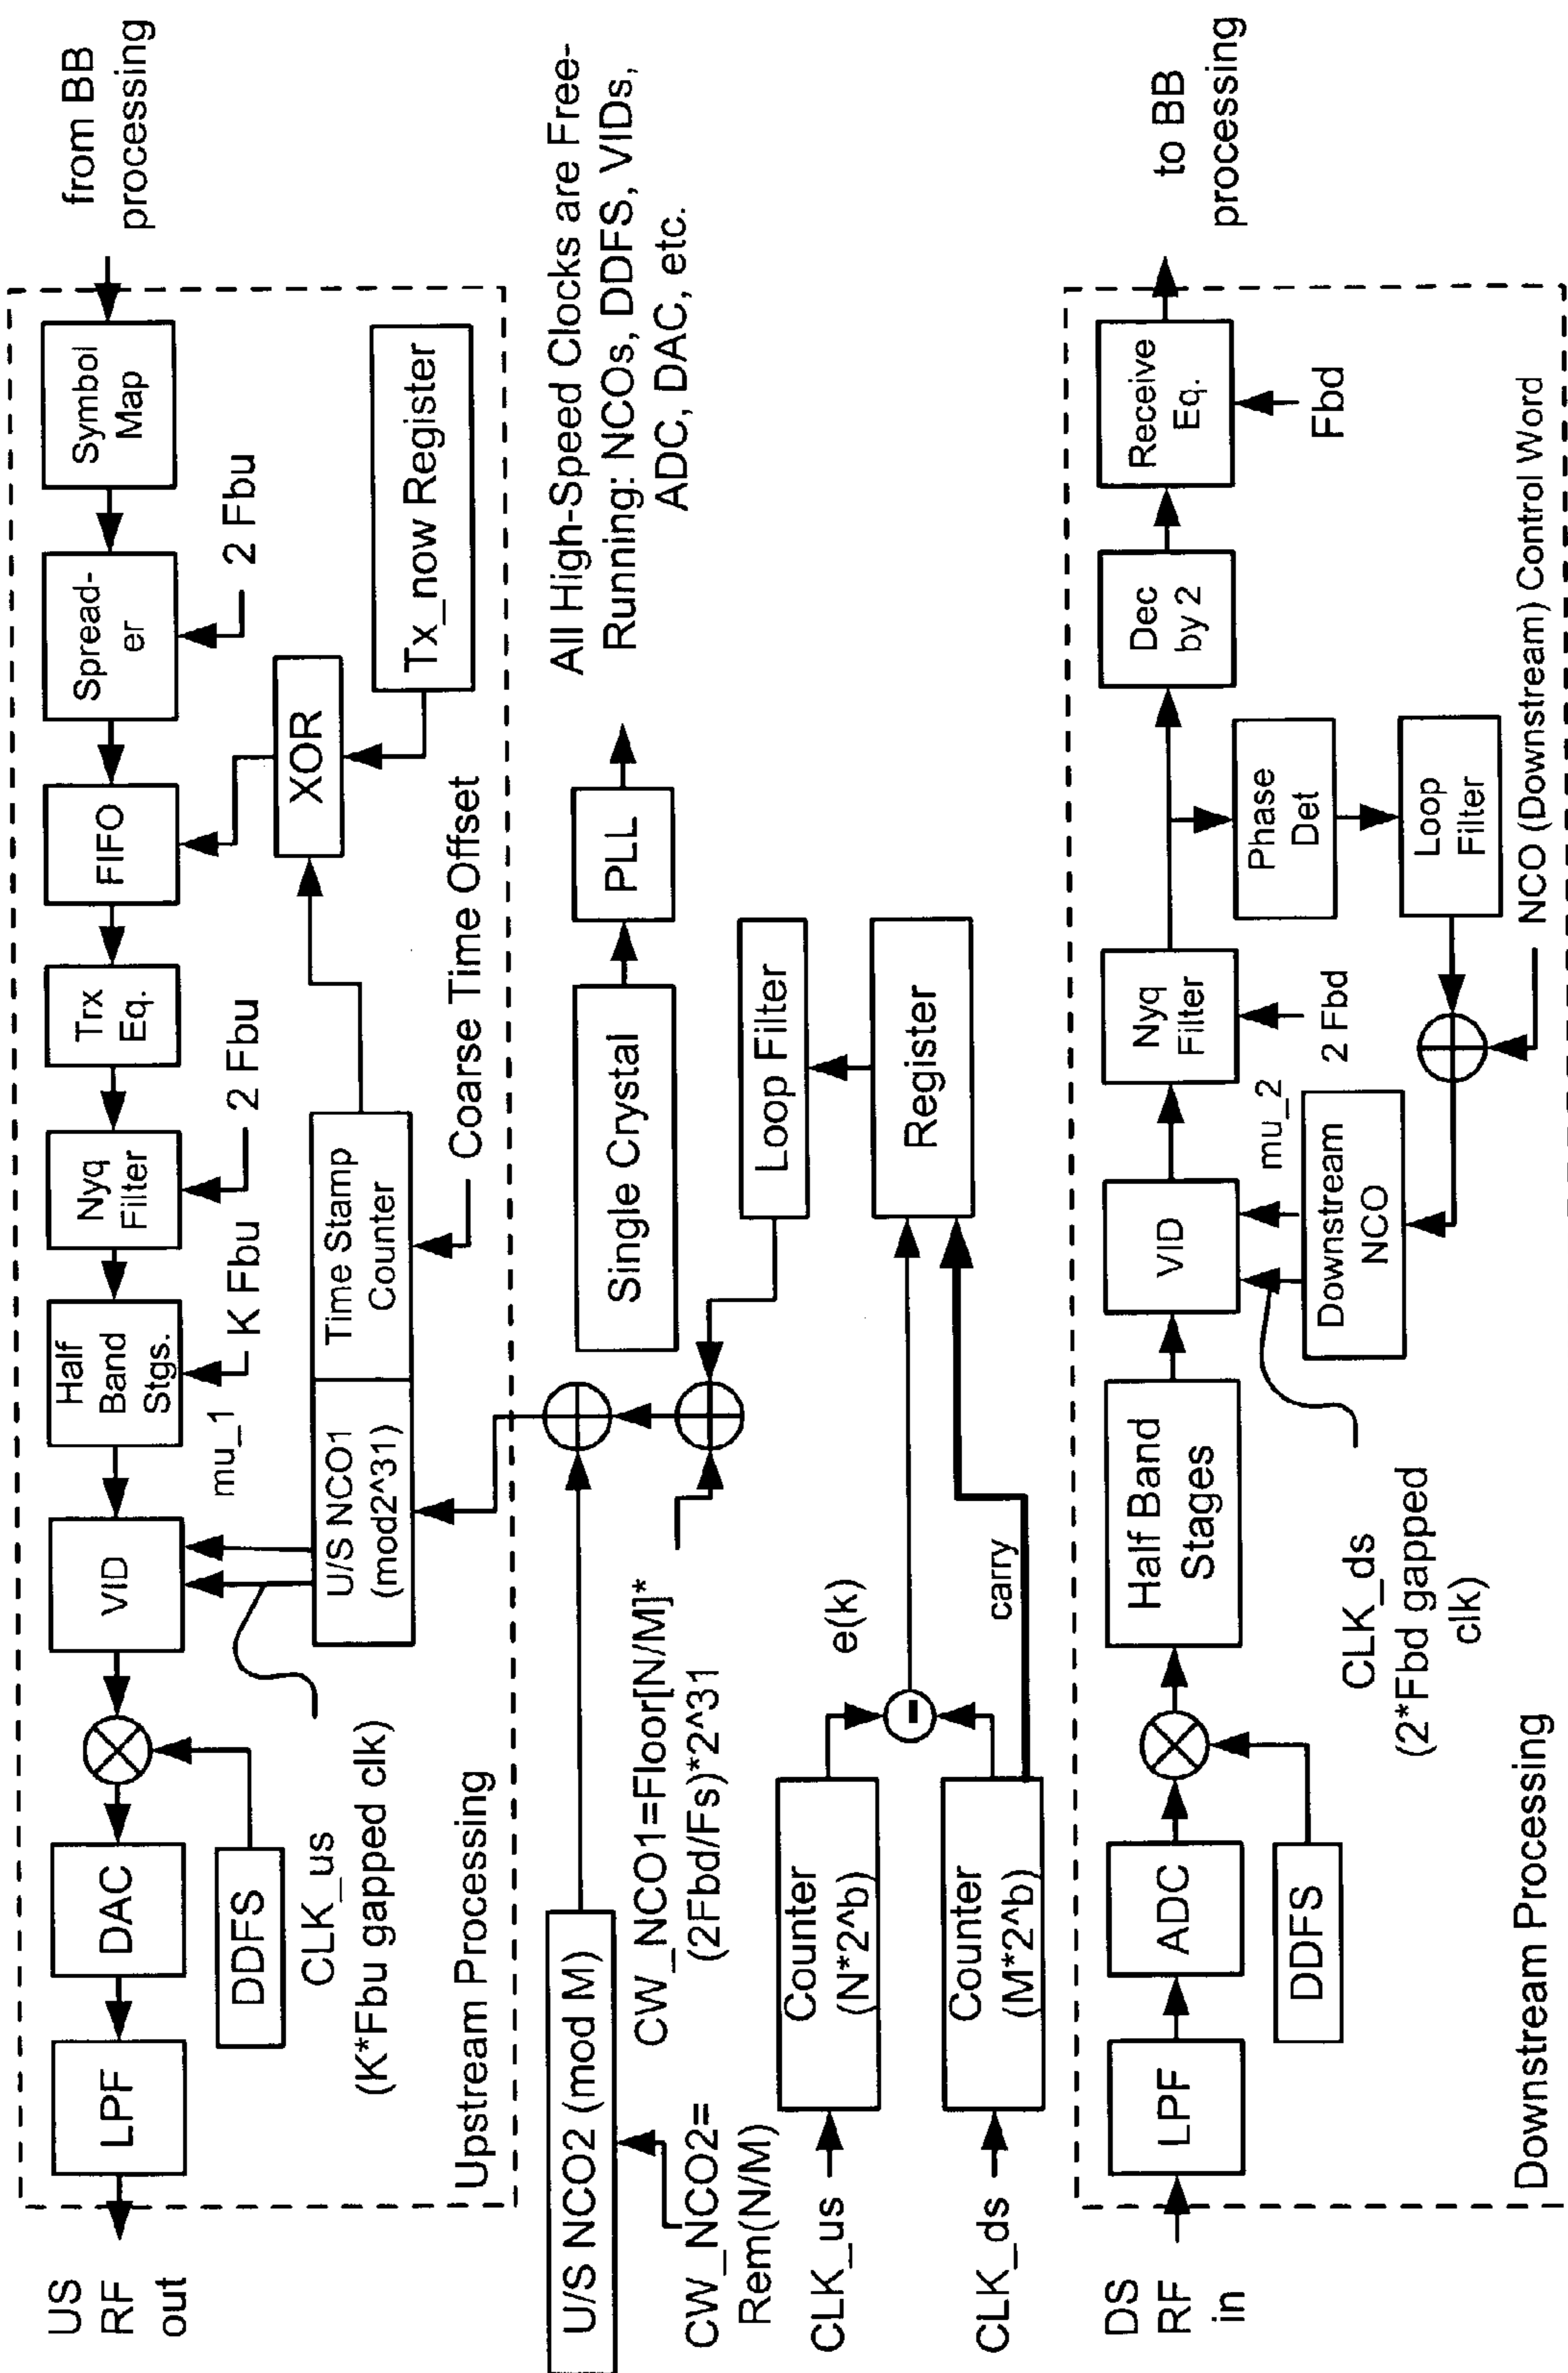 US
RF
out
LPF
DAC
DDFS
CLK_us
(K*Fbu gapped clk)
VID
mu_1
Half
Band
Stgs.
K Fbu
Nyq
Filter
2 Fbu
Trx
Eq.
FIFO
Spread-
er
2 Fbu
Symbol
Map
from BB
processing
U/S NCO1
(mod2^31)
Time Stamp
Counter
Coarse Time Offset
XOR
Tx_now Register
Upstream Processing
U/S NCO2 (mod M)
CW_NCO2=
Rem(N/M)
CW_NCO1=Floor[N/M]*
(2Fbd/Fs)*2^31
Single Crystal
PLL
All High-Speed Clocks are Free-
Running: NCOs, DDFS, VIDs,
ADC, DAC, etc.
CLK_us
Counter
(N*2^b)
e(k)
Loop Filter
CLK_ds
Counter
(M*2^b)
carry
Register
DS
RF
in
LPF
ADC
DDFS
Half Band
Stages
CLK_ds
(2*Fbd gapped
clk)
VID
mu_2
Downstream
NCO
Nyq
Filter
2 Fbd
Phase
Det
Loop
Filter
NCO (Downstream) Control Word
Dec
by 2
Receive
Eq.
Fbd
to BB
processing
Downstream Processing